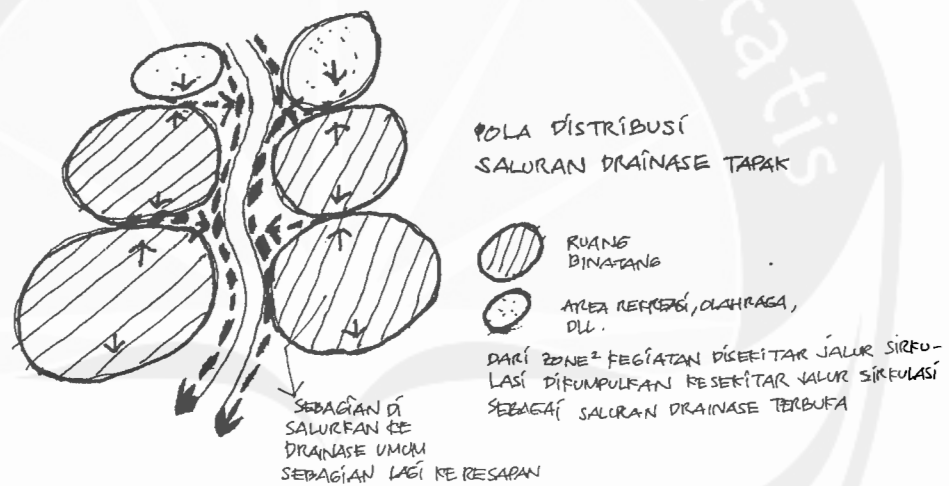 POLA DISTRIBUSI
SALURAN DRAINASE TAPAK
RUANG
BINATANG
AREA REKREASI, OLAHRAGA,
DLL.
DARI ZONE² KEGIATAN DISEKITAR JALUR SIRKU-
LASI DIKUMPULKAN KESEKITAR JALUR SIRKULASI
SEBAGAI SALURAN DRAINASE TERBUKA
SEBAGIAN DI
SALURKAN KE
DRAINASE UMUM
SEBAGIAN LAGI KE RESAPAN